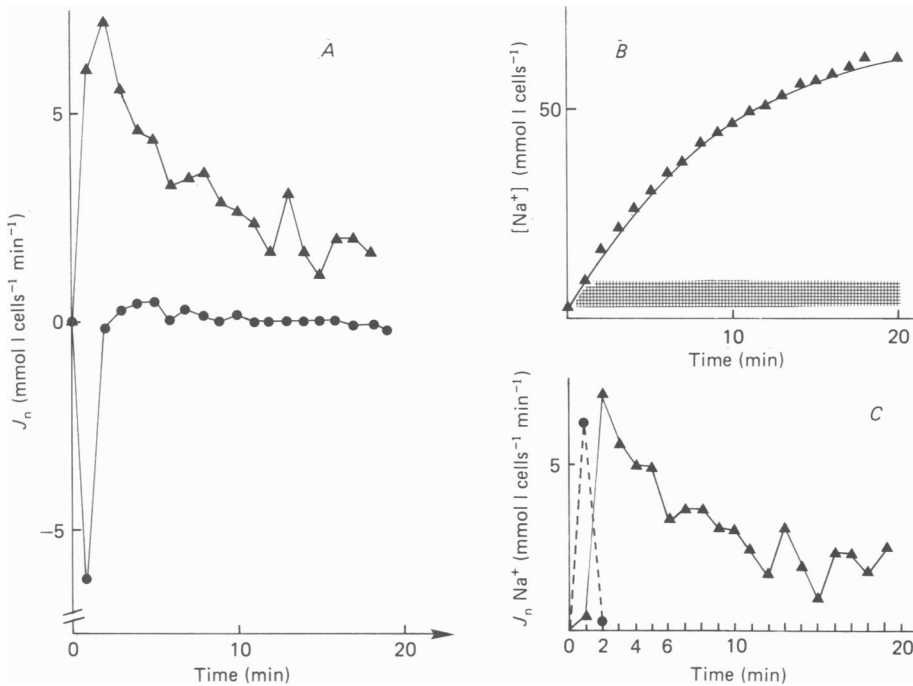 A
5
0
−5
J_n (mmol l cells⁻¹ min⁻¹)
0 10 20
Time (min)
B
50
[Na⁺] (mmol l cells⁻¹)
10 20
Time (min)
C
5
J_n Na⁺ (mmol l cells⁻¹ min⁻¹)
0 2 4 6 10 20
Time (min)